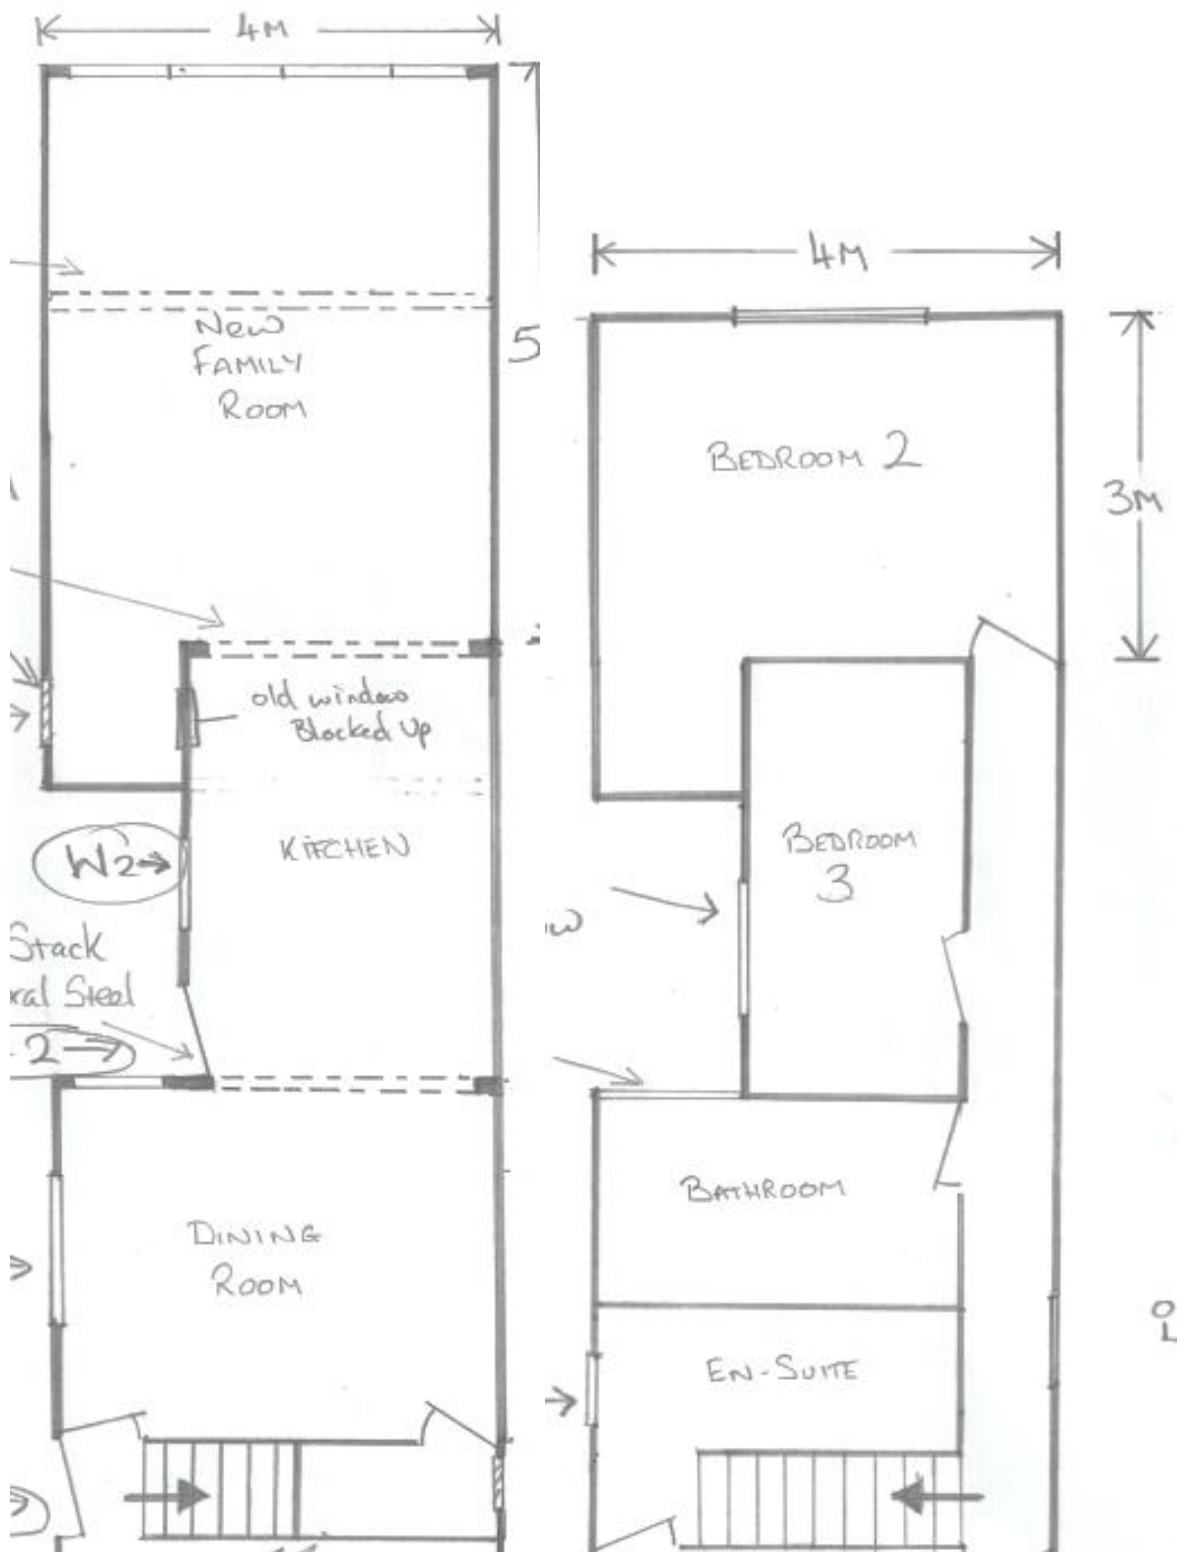 4M
New
FAMILY
ROOM
5
old window
Blocked Up
KITCHEN
W2
Stack
Steel
2
DINING
ROOM
4M
BEDROOM 2
3M
BEDROOM
3
BATHROOM
EN-SUITE